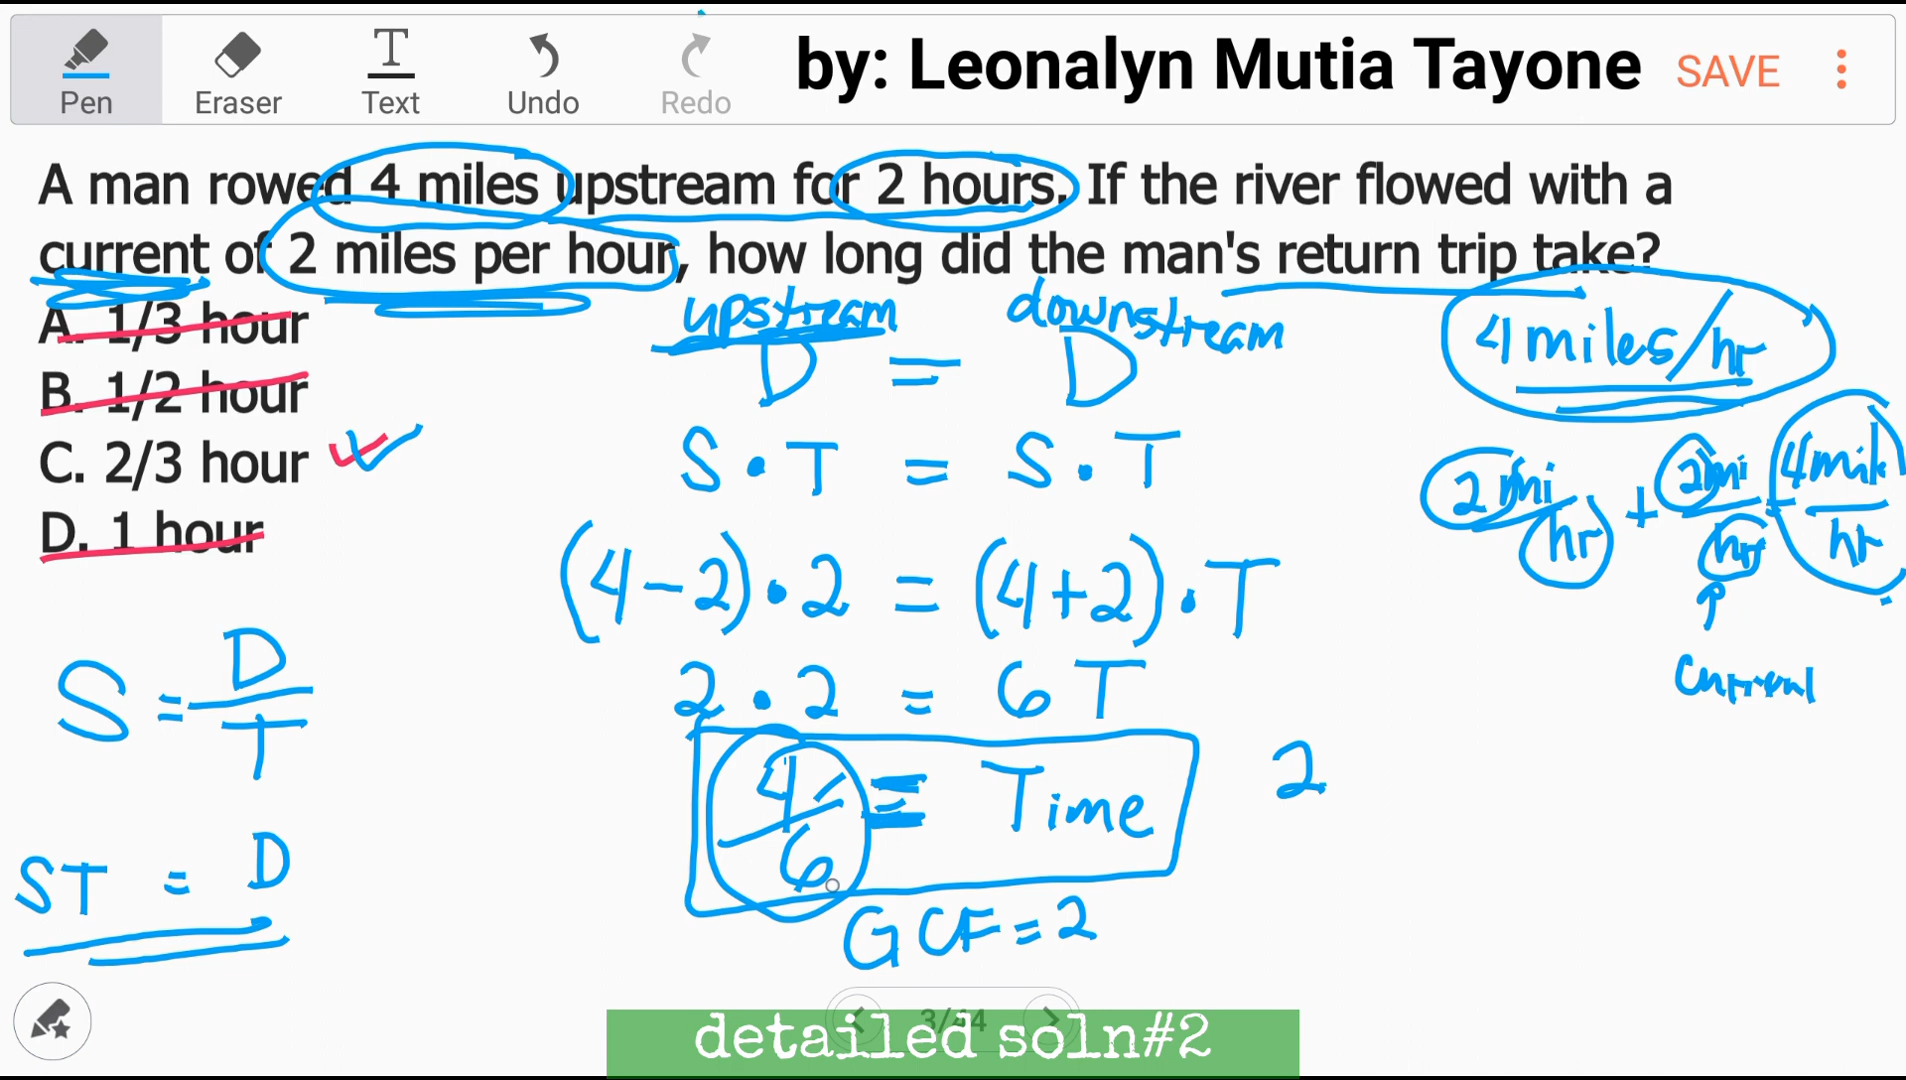 Pen Eraser Text Undo Redo by: Leonalyn Mutia Tayone SAVE
A man rowed 4 miles upstream for 2 hours. If the river flowed with a
current of 2 miles per hour, how long did the man's return trip take?
A. 1/3 hour
B. 1/2 hour
C. 2/3 hour
D. 1 hour
upstream downstream
D = D
4 miles/hr
S · T = S · T
2 mi/hr + 2 mi/hr = 4 mile/hr
current
(4-2) · 2 = (4+2) · T
2 · 2 = 6 T
4/6 = Time
2
GCF = 2
S = D/T
ST = D
3/44
detailed soln#2